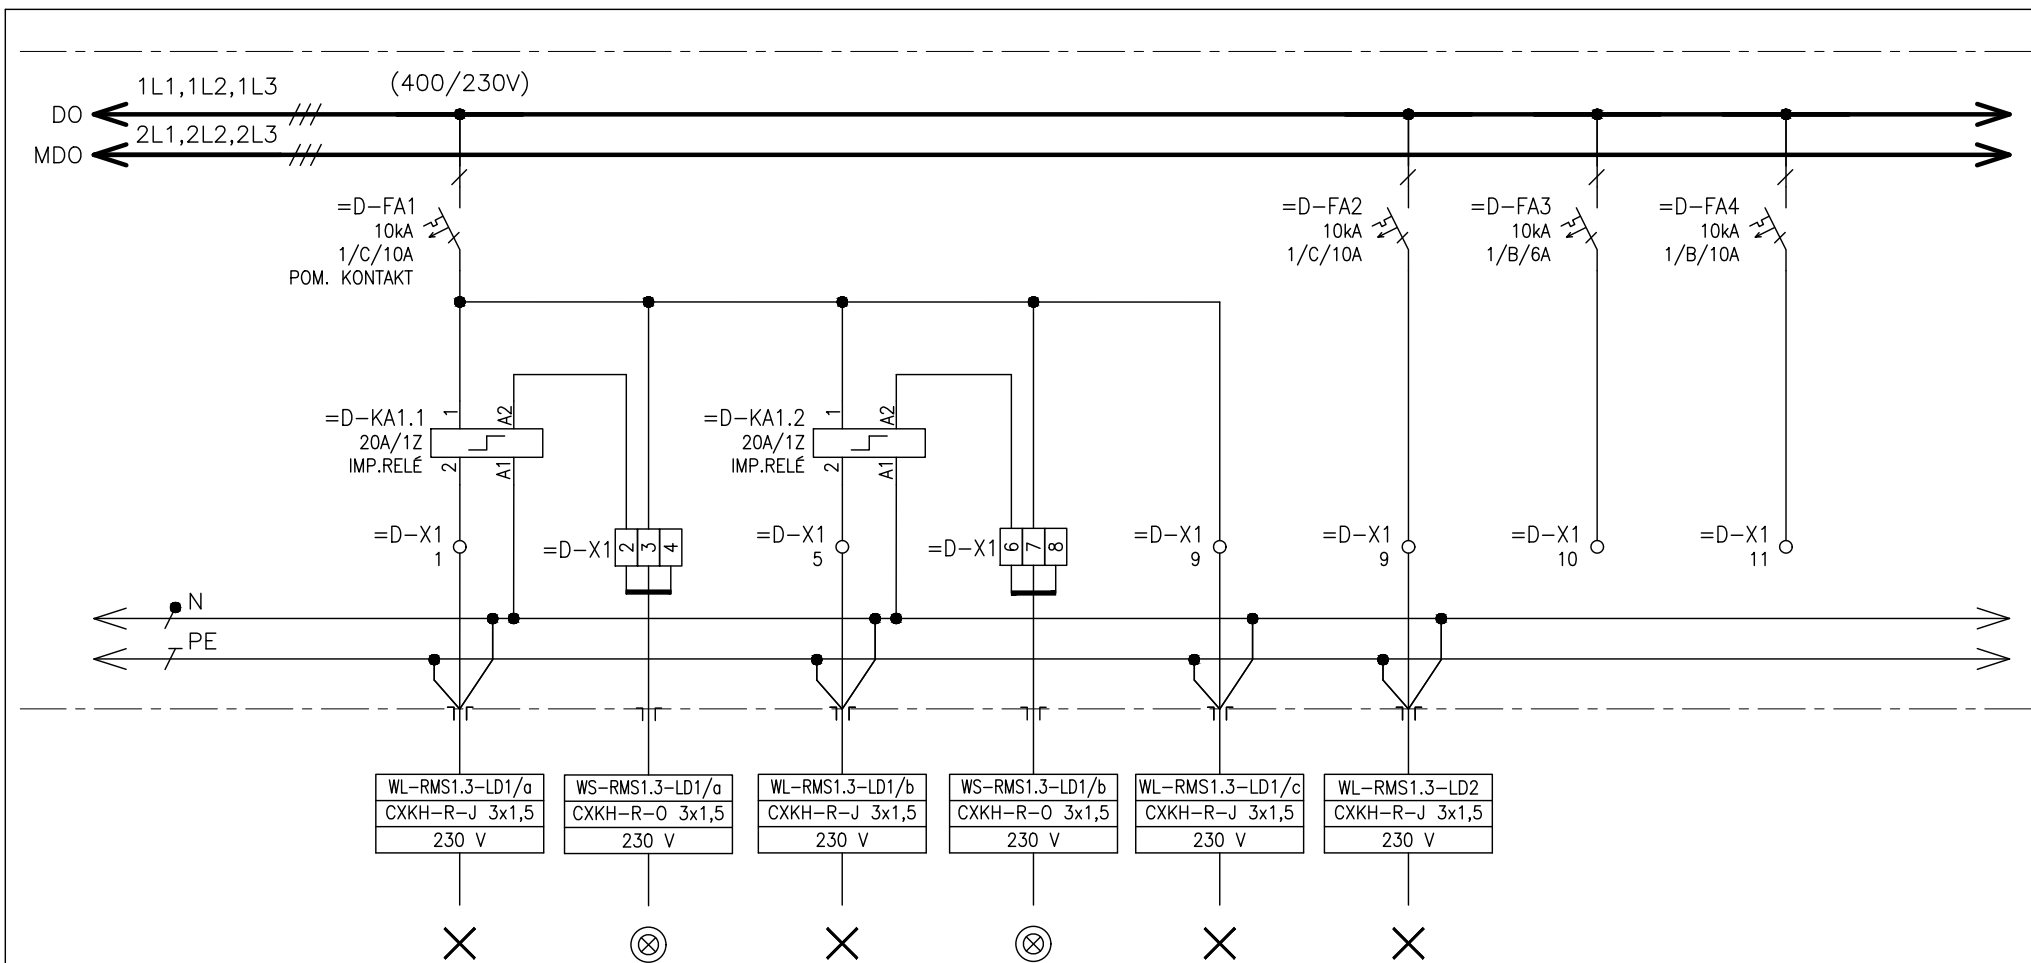 1L1,1L2,1L3
(400/230V)
DO
2L1,2L2,2L3
MDO
=D-FA1
10kA
1/C/10A
POM. KONTAKT
=D-FA2
10kA
1/C/10A
=D-FA3
10kA
1/B/6A
=D-FA4
10kA
1/B/10A
=D-KA1.1
20A/1Z
IMP.RELÉ
1
A2
2
A1
=D-KA1.2
20A/1Z
IMP.RELÉ
1
A2
2
A1
=D-X1
1
=D-X1
2 3 4
=D-X1
5
=D-X1
6 7 8
=D-X1
9
=D-X1
9
=D-X1
10
=D-X1
11
N
PE
WL-RMS1.3-LD1/a
CXKH-R-J 3x1,5
230 V
WS-RMS1.3-LD1/a
CXKH-R-O 3x1,5
230 V
WL-RMS1.3-LD1/b
CXKH-R-J 3x1,5
230 V
WS-RMS1.3-LD1/b
CXKH-R-O 3x1,5
230 V
WL-RMS1.3-LD1/c
CXKH-R-J 3x1,5
230 V
WL-RMS1.3-LD2
CXKH-R-J 3x1,5
230 V